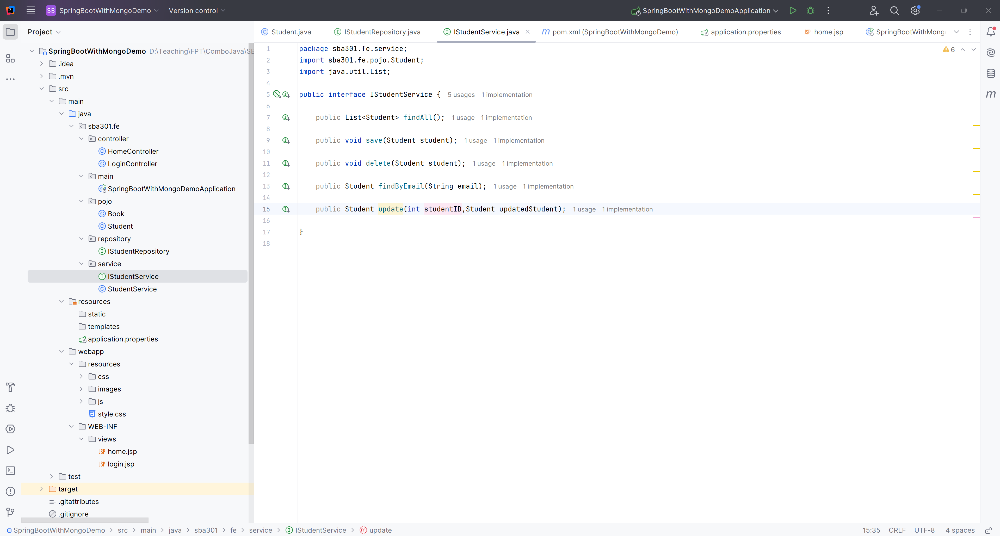 SB SpringBootWithMongoDemo Version control SpringBootWithMongoDemoApplication
Project
Student.java IStudentRepository.java IStudentService.java m pom.xml (SpringBootWithMongoDemo) application.properties JSP home.jsp SpringBootWithMong
SpringBootWithMongoDemo D:\Teaching\FPT\ComboJava\SE
.idea
.mvn
src
main
java
sba301.fe
controller
HomeController
LoginController
main
SpringBootWithMongoDemoApplication
pojo
Book
Student
repository
IStudentRepository
service
IStudentService
StudentService
resources
static
templates
application.properties
webapp
resources
css
images
js
style.css
WEB-INF
views
JSP home.jsp
JSP login.jsp
test
target
.gitattributes
.gitignore
6
1 package sba301.fe.service;
2 import sba301.fe.pojo.Student;
3 import java.util.List;
4
5 public interface IStudentService { 5 usages 1 implementation
6
7 public List<Student> findAll(); 1 usage 1 implementation
8
9 public void save(Student student); 1 usage 1 implementation
10
11 public void delete(Student student); 1 usage 1 implementation
12
13 public Student findByEmail(String email); 1 usage 1 implementation
14
15 public Student update(int studentID,Student updatedStudent); 1 usage 1 implementation
16
17 }
18
m
SpringBootWithMongoDemo > src > main > java > sba301 > fe > service > IStudentService > update 15:35 CRLF UTF-8 4 spaces